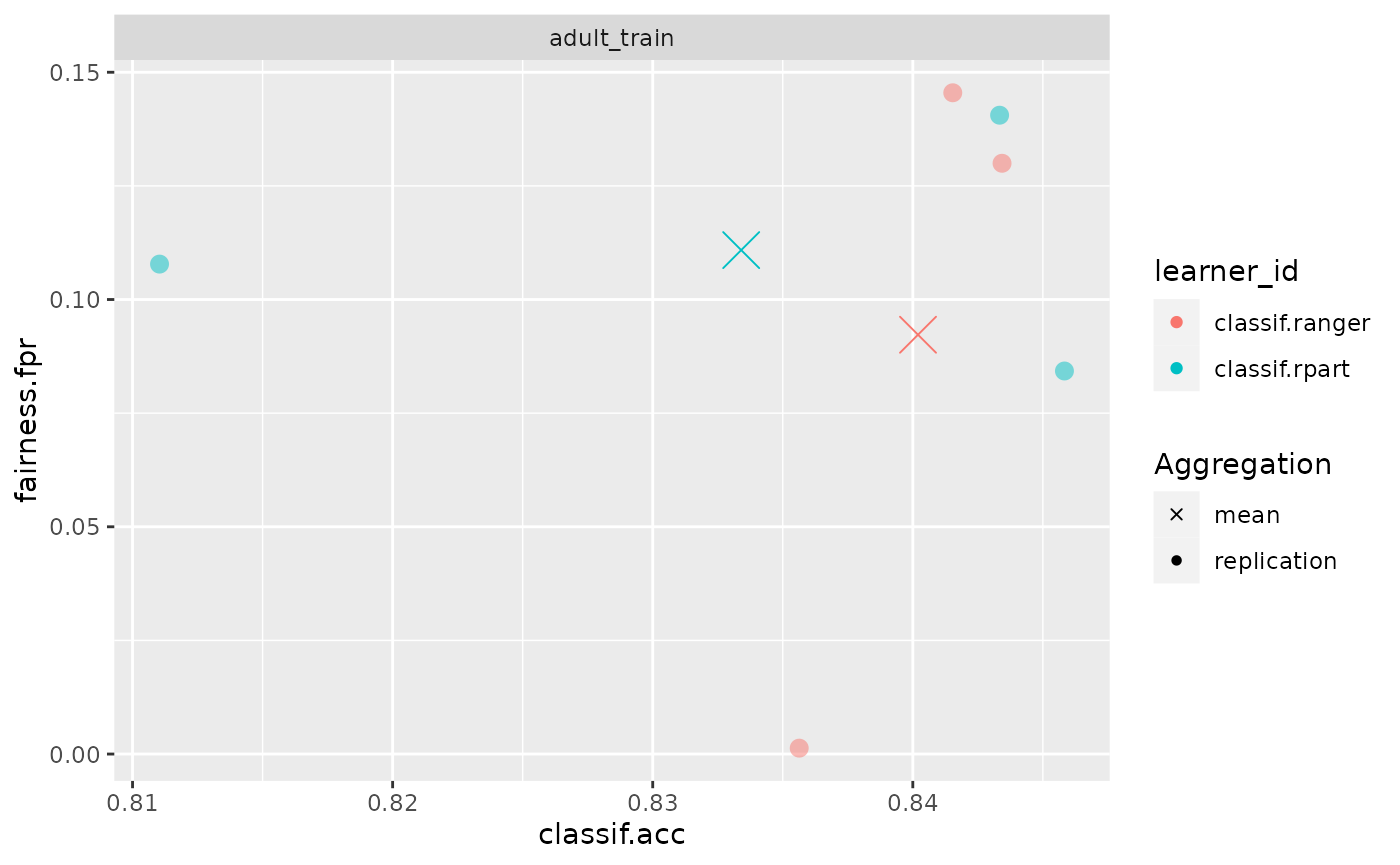 adult_train
0.15
0.10
0.05
0.00
fairness.fpr
0.81 0.82 0.83 0.84
classif.acc
learner_id
classif.ranger
classif.rpart
Aggregation
mean
replication